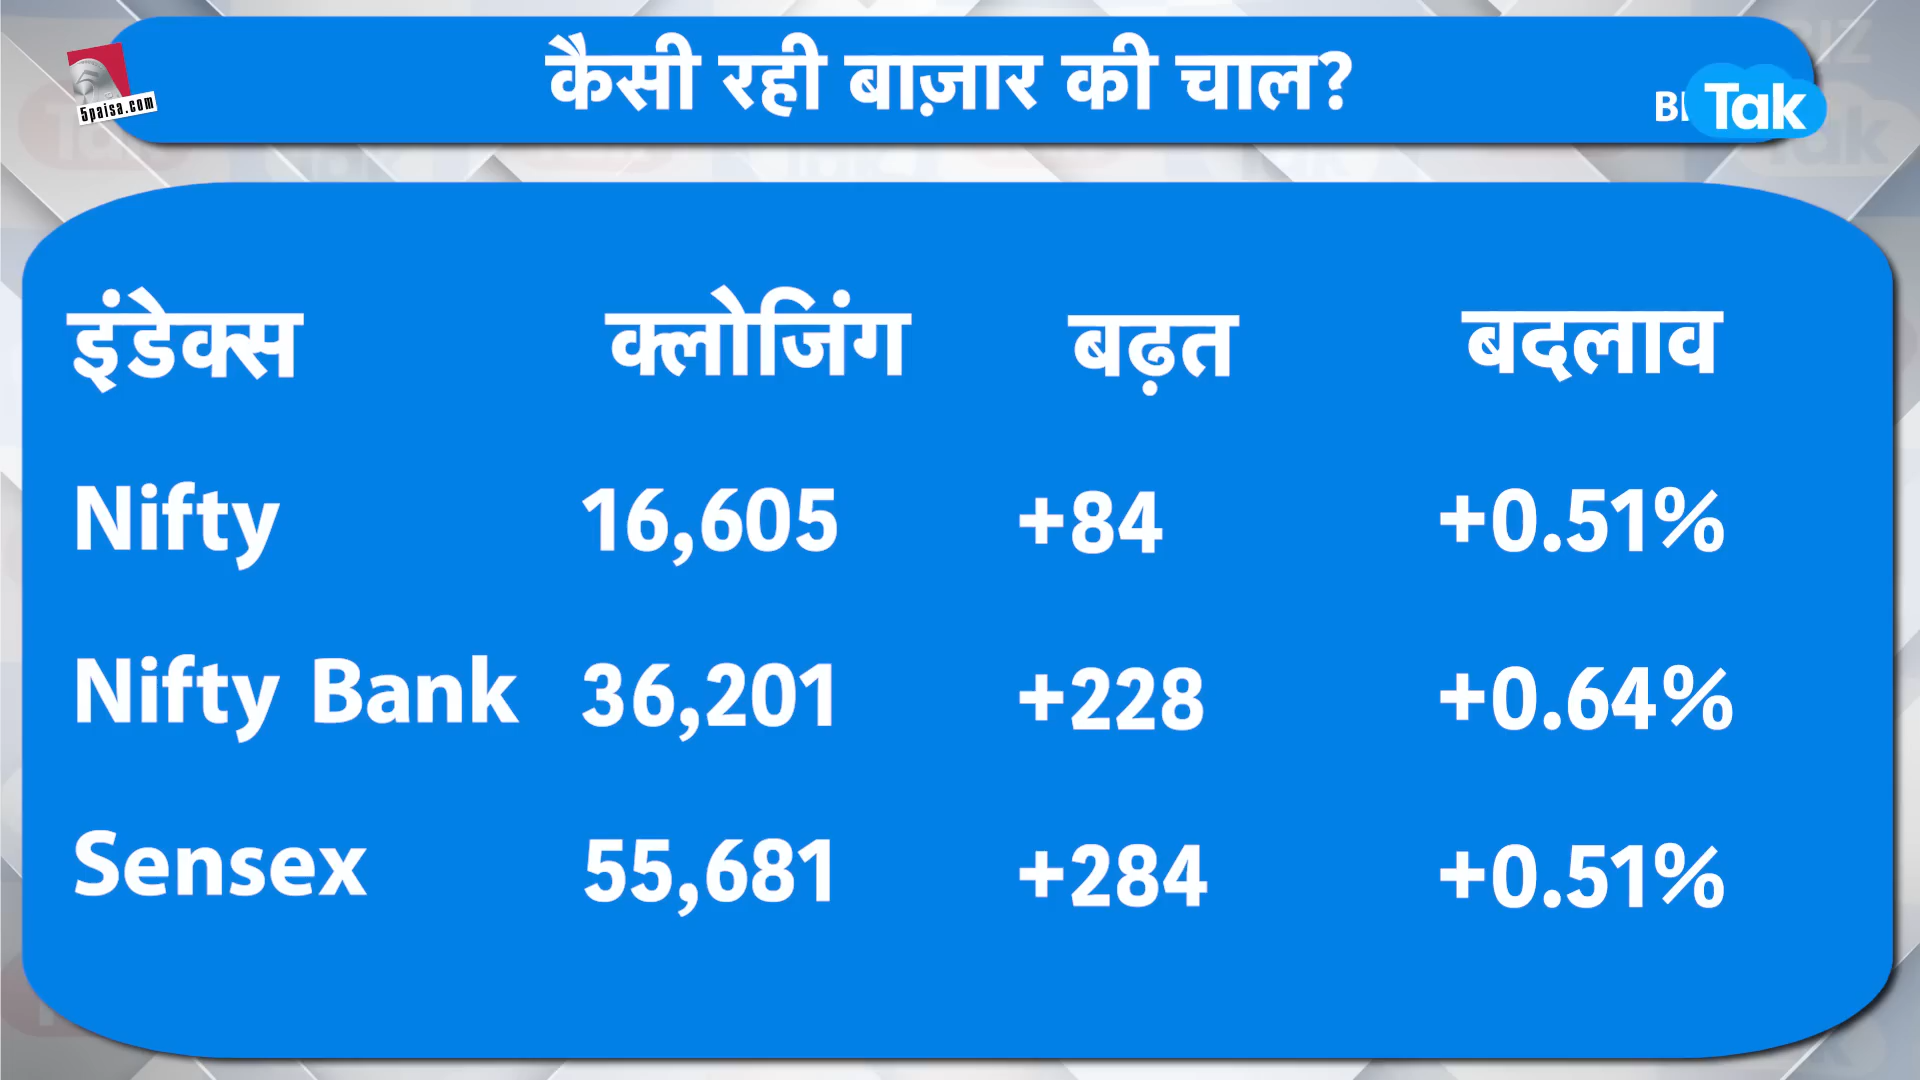 कैसी रही बाज़ार की चाल?
5paisa.com
Tak
इंडेक्स क्लोजिंग बढ़त बदलाव
Nifty 16,605 +84 +0.51%
Nifty Bank 36,201 +228 +0.64%
Sensex 55,681 +284 +0.51%